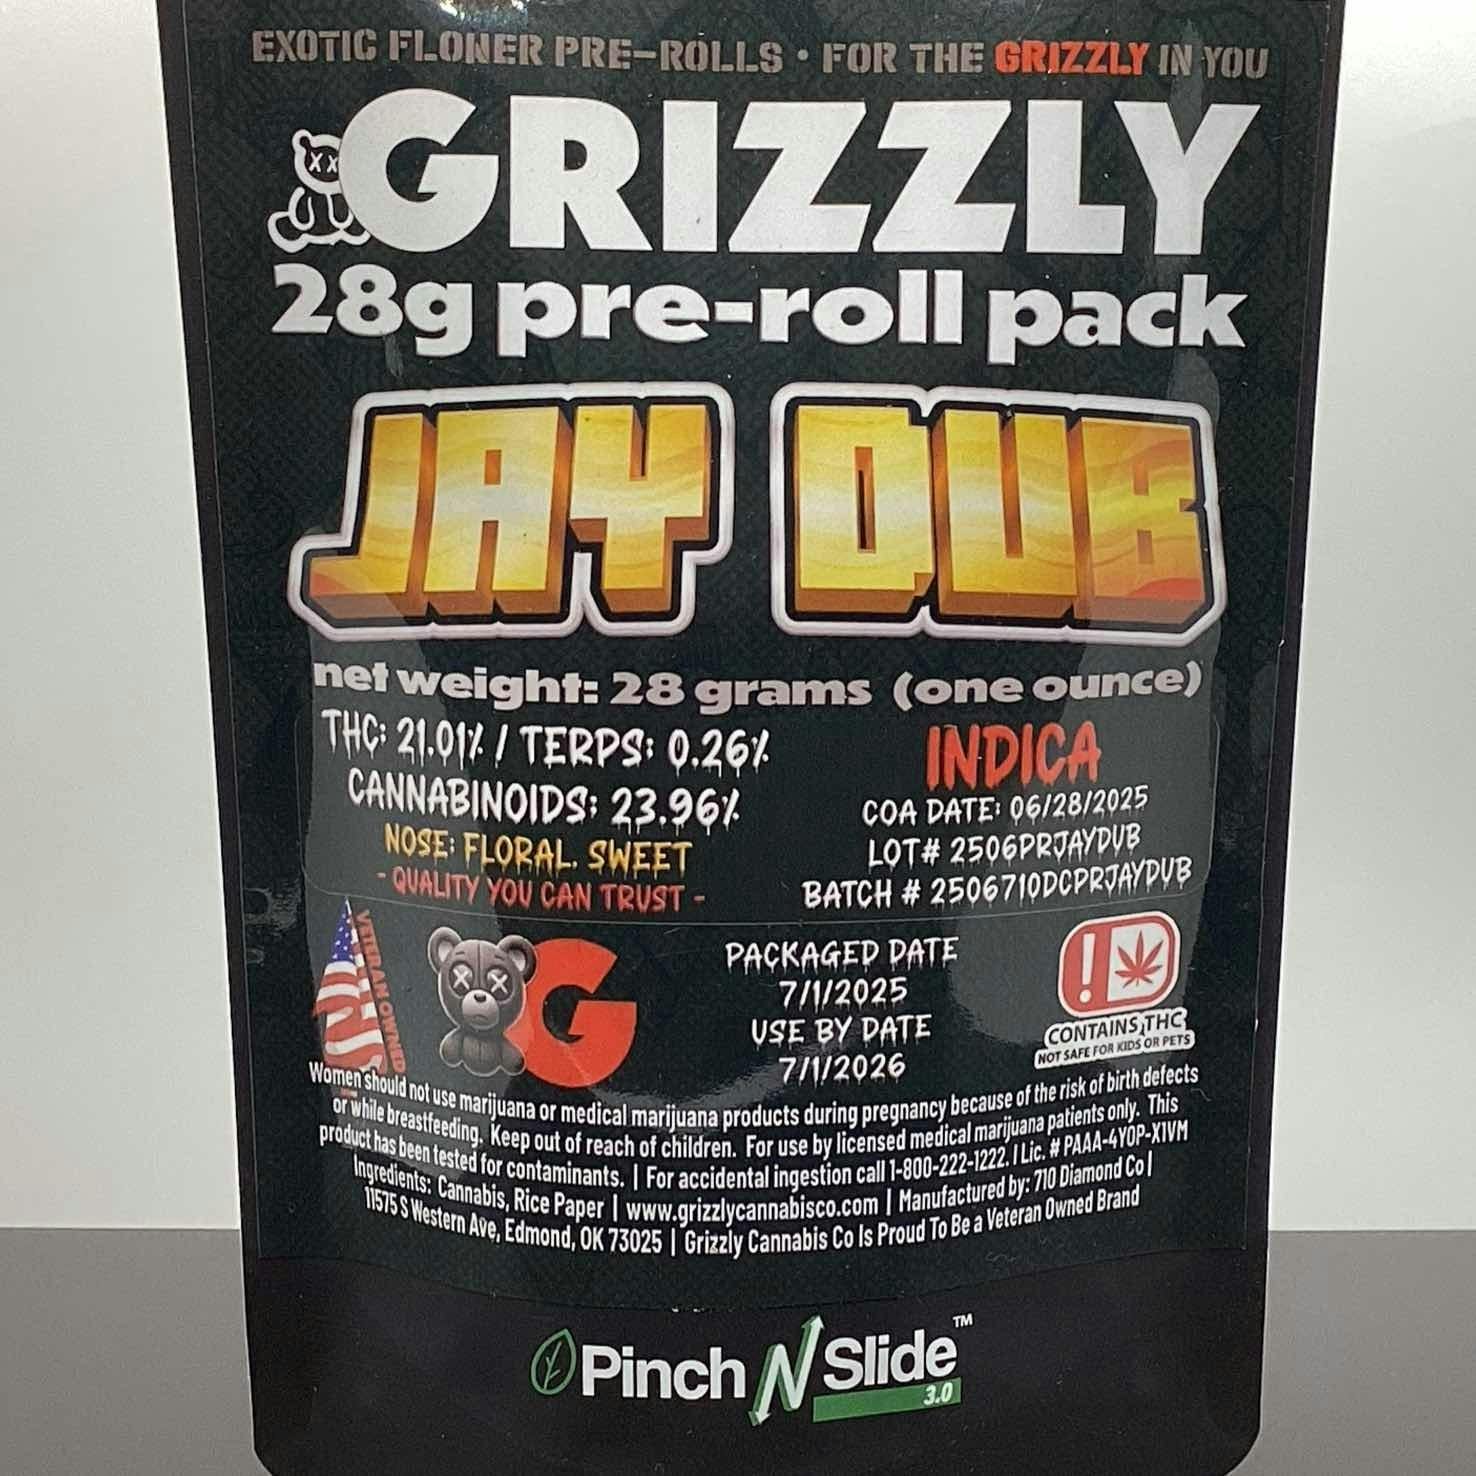 EXOTIC FLOWER PRE-ROLLS • FOR THE GRIZZLY IN YOU
GRIZZLY
28g pre-roll pack
JAY DUB
net weight: 28 grams (one ounce)
THC: 21.01% / TERPS: 0.26%
CANNABINOIDS: 23.96%
NOSE: FLORAL. SWEET
- QUALITY YOU CAN TRUST -
INDICA
COA DATE: 06/28/2025
LOT# 2506PRJAYDUB
BATCH # 2506710DCPRJAYDUB
VETERAN OWNED
G
PACKAGED DATE
7/1/2025
USE BY DATE
7/1/2026
!
CONTAINS THC
NOT SAFE FOR KIDS OR PETS
Women should not use marijuana or medical marijuana products during pregnancy because of the risk of birth defects
or while breastfeeding. Keep out of reach of children. For use by licensed medical marijuana patients only. This
product has been tested for contaminants. | For accidental ingestion call 1-800-222-1222. | Lic. # PAAA-4YOP-X1VM
Ingredients: Cannabis, Rice Paper | www.grizzlycannabisco.com | Manufactured by: 710 Diamond Co |
11575 S Western Ave, Edmond, OK 73025 | Grizzly Cannabis Co Is Proud To Be a Veteran Owned Brand
Pinch N Slide™
3.0